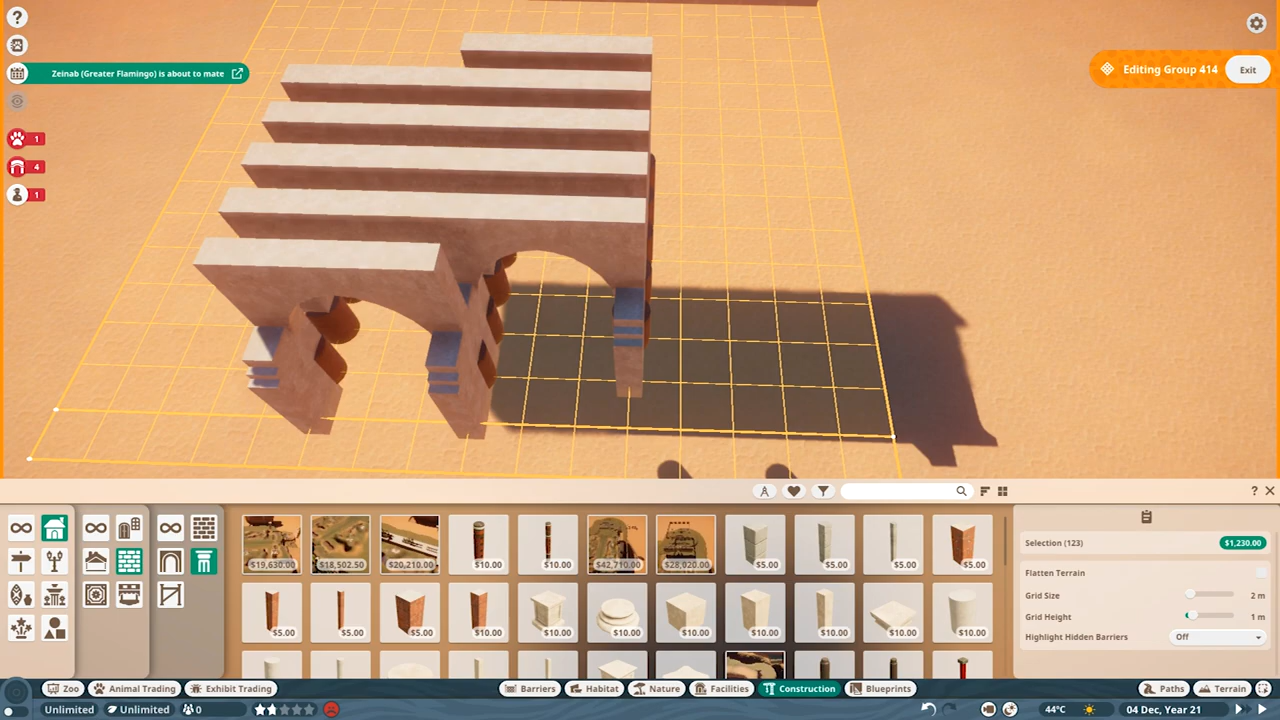 ?
Zeinab (Greater Flamingo) is about to mate
1
4
1
Editing Group 414
Exit
? ×
Selection (123)
$1,230.00
Flatten Terrain
Grid Size
2 m
Grid Height
1 m
Highlight Hidden Barriers
Off
$19,630.00
$18,502.50
$20,210.00
$10.00
$10.00
$42,710.00
$28,020.00
$5.00
$5.00
$5.00
$5.00
$5.00
$5.00
$5.00
$10.00
$10.00
$10.00
$10.00
$10.00
$10.00
$10.00
$10.00
Zoo
Animal Trading
Exhibit Trading
Barriers
Habitat
Nature
Facilities
Construction
Blueprints
Paths
Terrain
Unlimited
Unlimited
0
44°C
04 Dec, Year 21